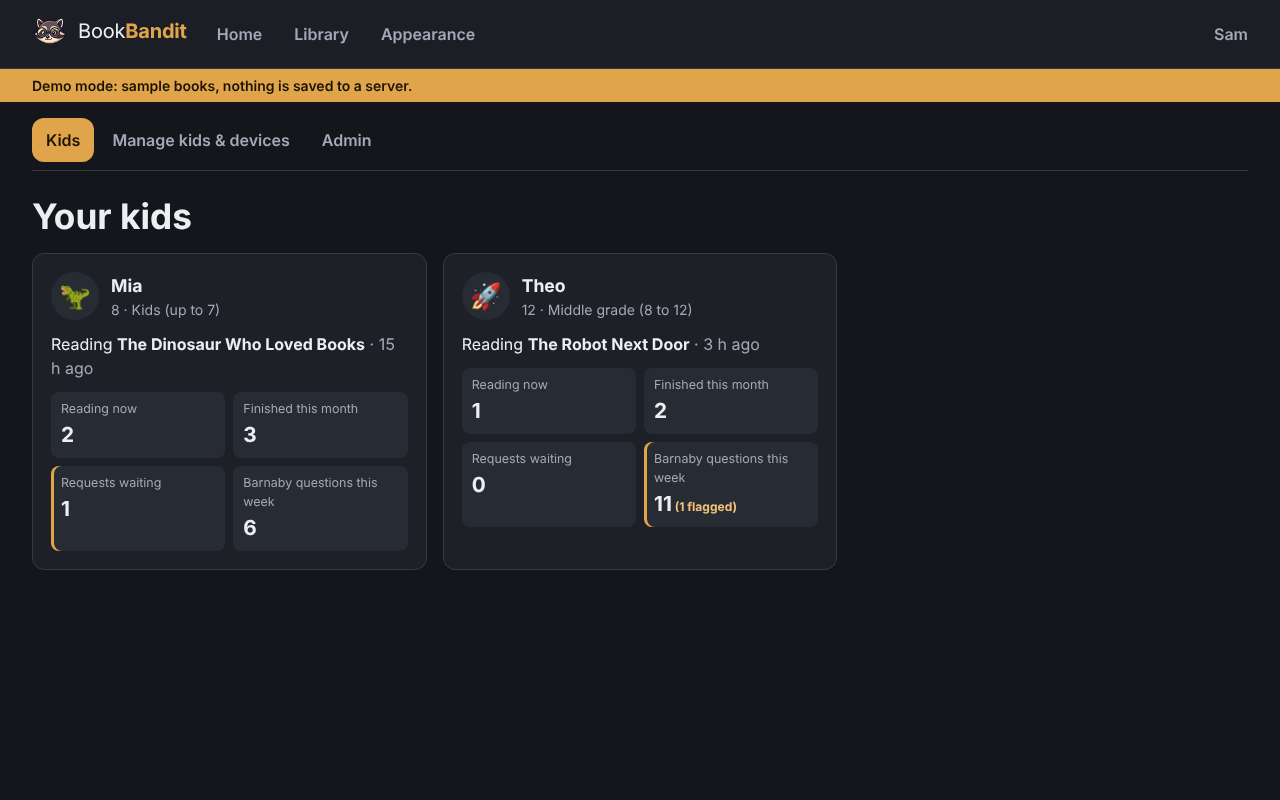 BookBandit
Home
Library
Appearance
Sam
Demo mode: sample books, nothing is saved to a server.
Kids
Manage kids & devices
Admin
Your kids
Mia
8 · Kids (up to 7)
Reading The Dinosaur Who Loved Books · 15
h ago
Reading now
2
Finished this month
3
Requests waiting
1
Barnaby questions this
week
6
Theo
12 · Middle grade (8 to 12)
Reading The Robot Next Door · 3 h ago
Reading now
1
Finished this month
2
Requests waiting
0
Barnaby questions this
week
11 (1 flagged)